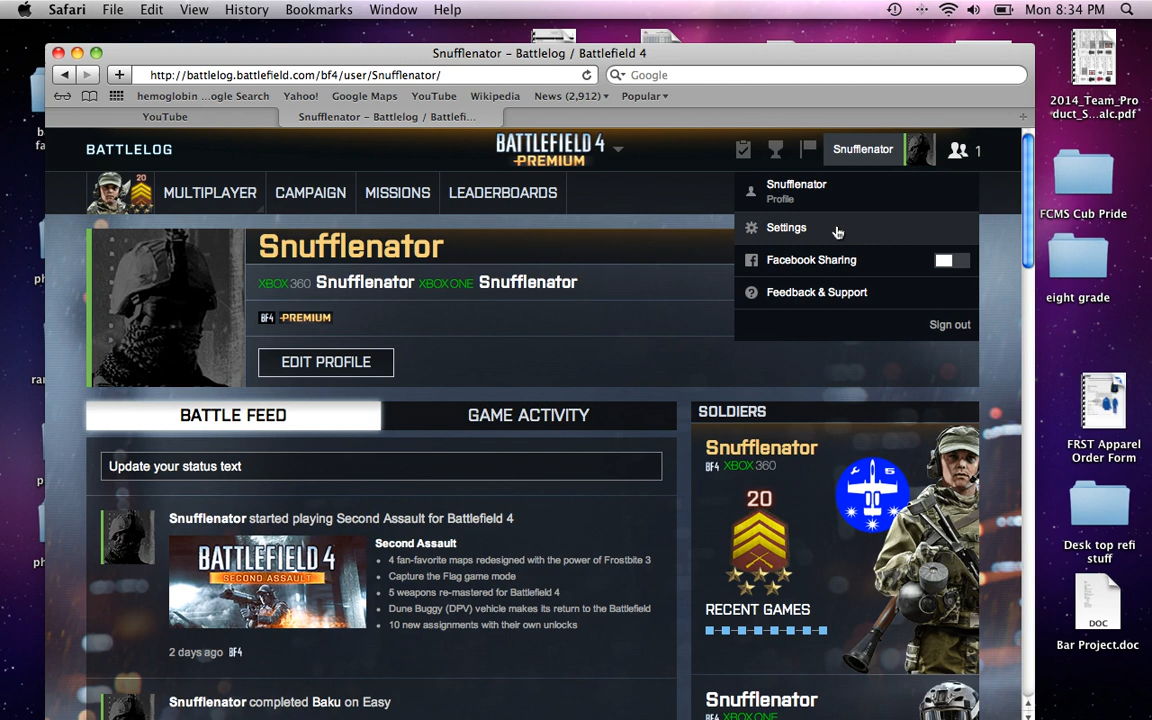 Safari File Edit View History Bookmarks Window Help
Mon 8:34 PM
Snufflenator – Battlelog / Battlefield 4
http://battlelog.battlefield.com/bf4/user/Snufflenator/
Google
hemoglobin ...ogle Search Yahoo! Google Maps YouTube Wikipedia News (2,912) Popular
YouTube
Snufflenator – Battlelog / Battlefi...
BATTLELOG
BATTLEFIELD 4
PREMIUM
Snufflenator
1
20
MULTIPLAYER CAMPAIGN MISSIONS LEADERBOARDS
Snufflenator
Profile
Settings
Facebook Sharing
Feedback & Support
Sign out
Snufflenator
XBOX 360 Snufflenator XBOX ONE Snufflenator
BF4 PREMIUM
EDIT PROFILE
BATTLE FEED
GAME ACTIVITY
Update your status text
Snufflenator started playing Second Assault for Battlefield 4
BATTLEFIELD 4
SECOND ASSAULT
Second Assault
4 fan-favorite maps redesigned with the power of Frostbite 3
Capture the Flag game mode
5 weapons re-mastered for Battlefield 4
Dune Buggy (DPV) vehicle makes its return to the Battlefield
10 new assignments with their own unlocks
2 days ago BF4
Snufflenator completed Baku on Easy
SOLDIERS
Snufflenator
BF4 XBOX 360
20
5
RECENT GAMES
Snufflenator
BF4 XBOX ONE
2014_Team_Pro
duct_S...alc.pdf
FCMS Cub Pride
eight grade
FRST Apparel
Order Form
Desk top refi
stuff
DOC
Bar Project.doc